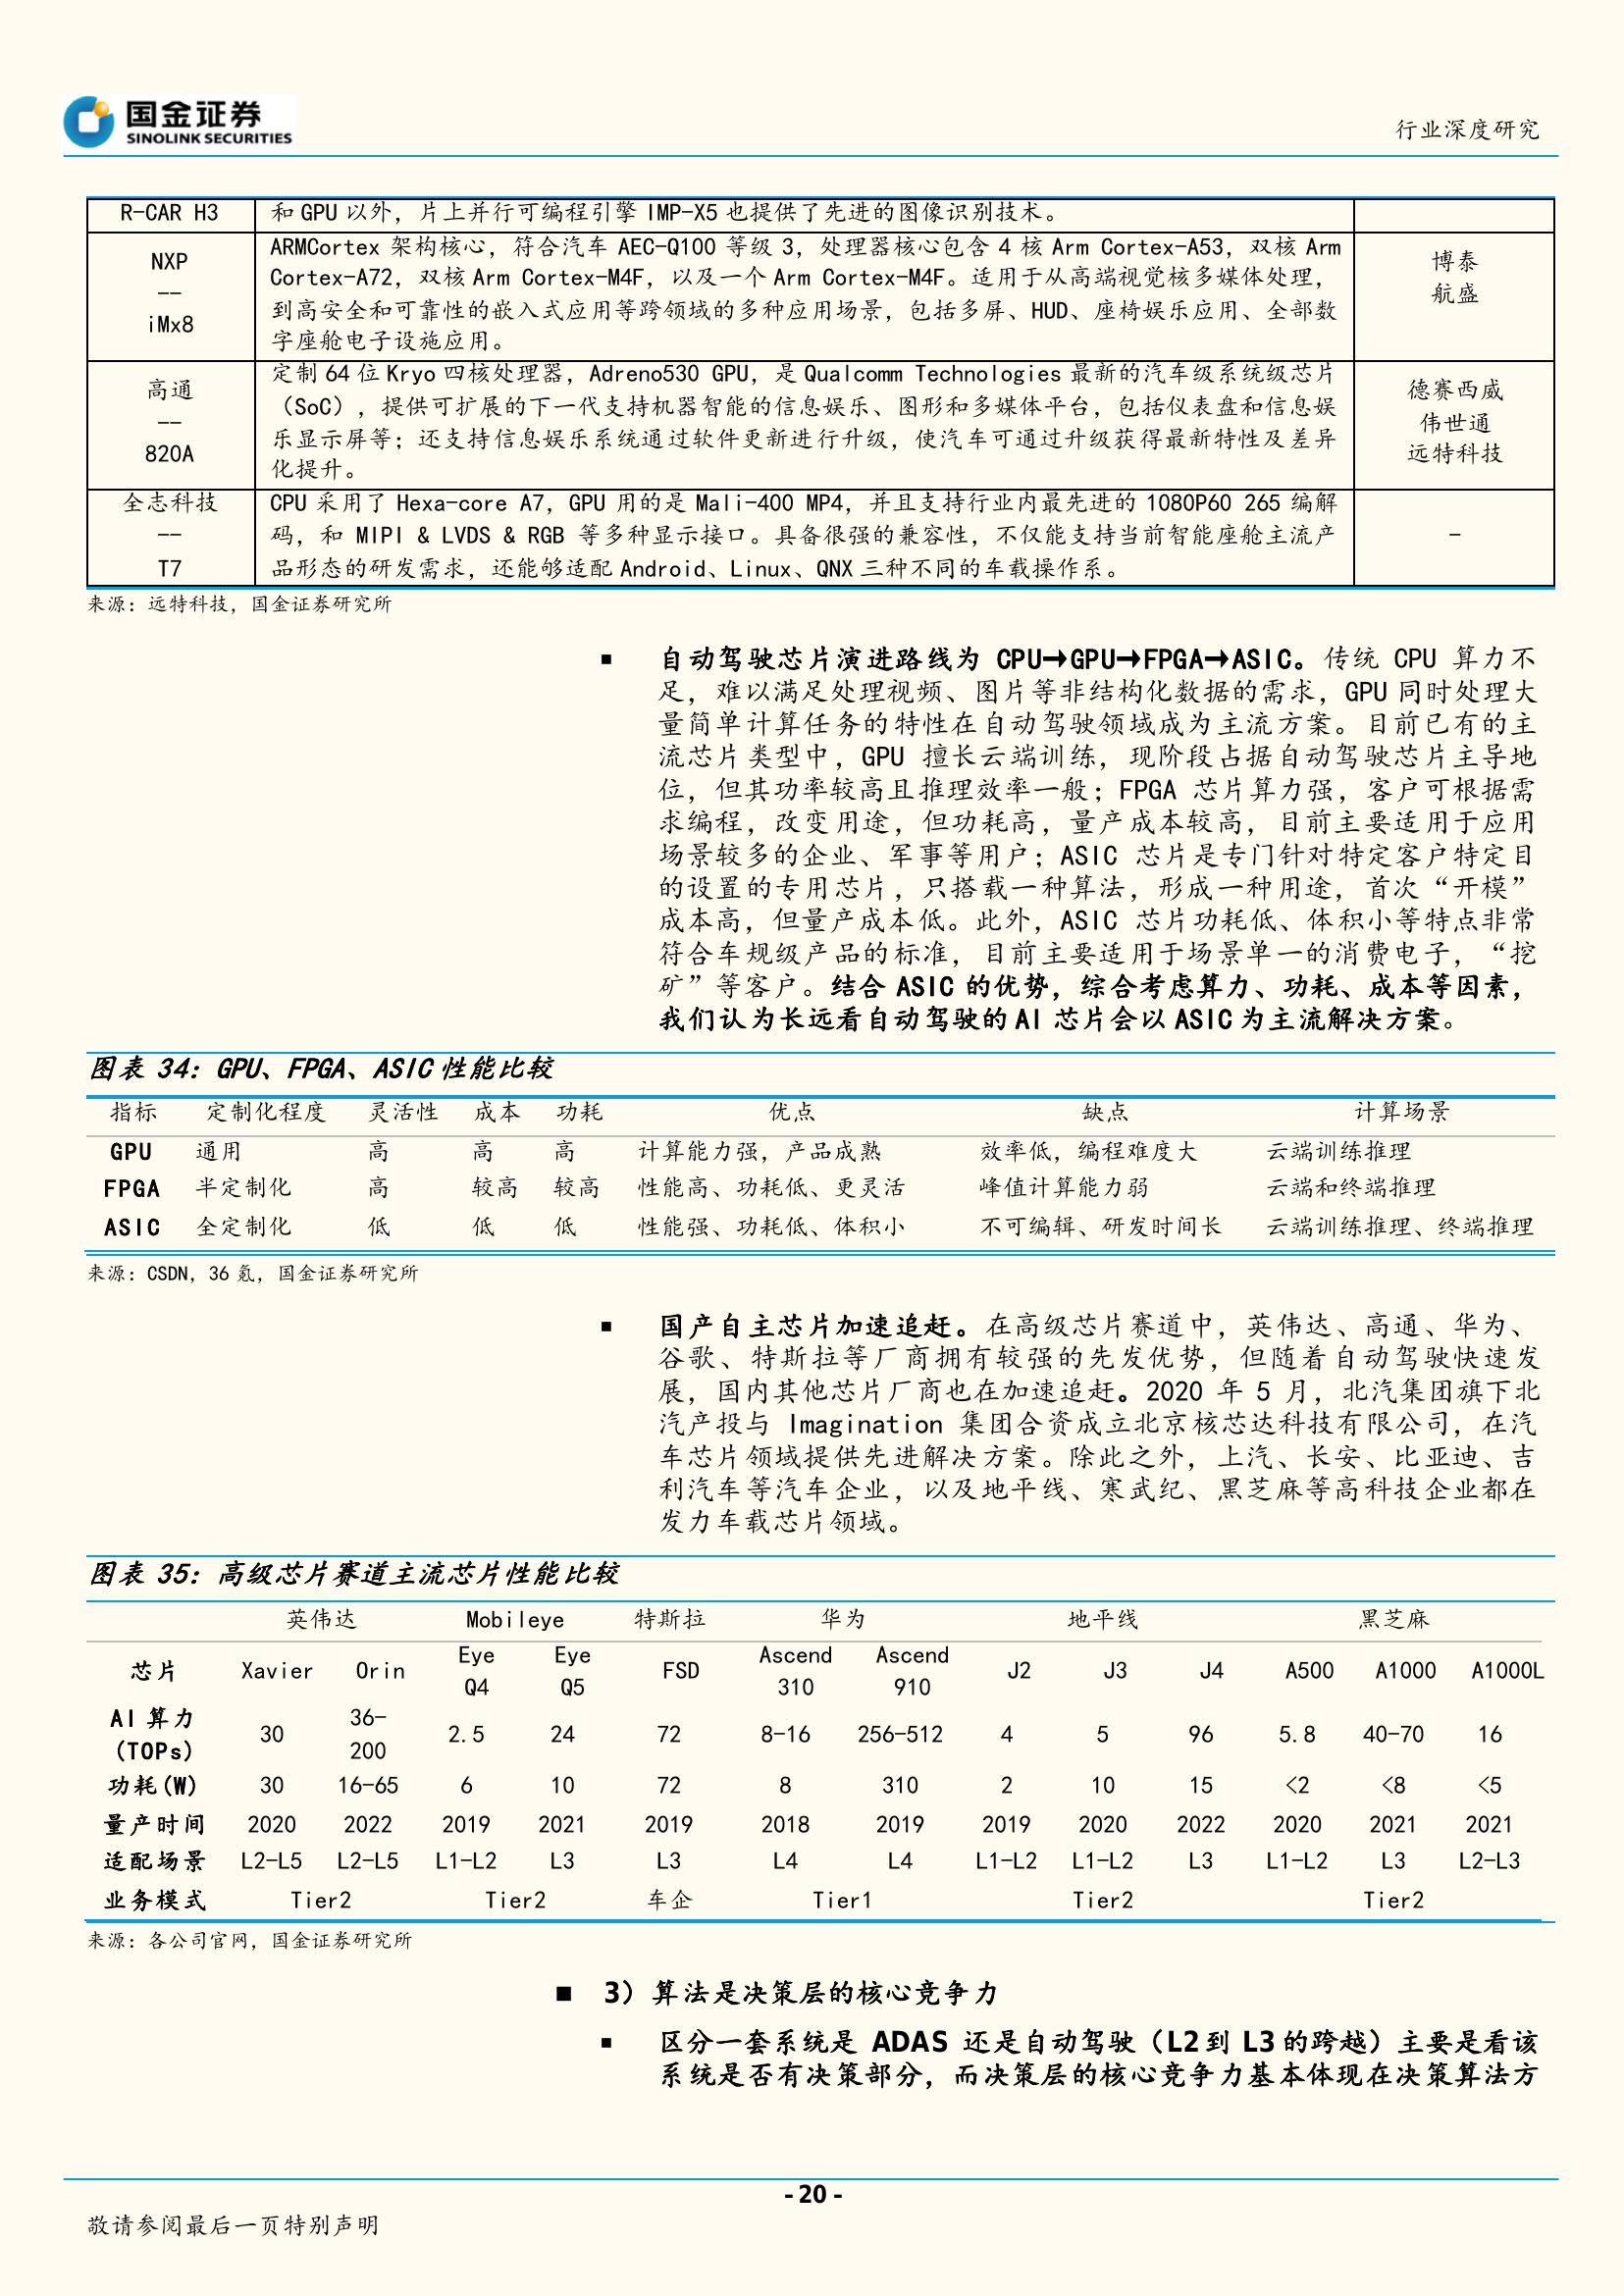 国金证券
SINOLINK SECURITIES
行业深度研究
R-CAR H3 和 GPU 以外，片上并行可编程引擎 IMP-X5 也提供了先进的图像识别技术。
NXP
--
iMx8
ARMCortex 架构核心，符合汽车 AEC-Q100 等级 3，处理器核心包含 4 核 Arm Cortex-A53，双核 Arm
Cortex-A72，双核 Arm Cortex-M4F，以及一个 Arm Cortex-M4F。适用于从高端视觉核多媒体处理，
到高安全和可靠性的嵌入式应用等跨领域的多种应用场景，包括多屏、HUD、座椅娱乐应用、全部数
字座舱电子设施应用。
博泰
航盛
高通
--
820A
定制 64 位 Kryo 四核处理器，Adreno530 GPU，是 Qualcomm Technologies 最新的汽车级系统级芯片
（SoC），提供可扩展的下一代支持机器智能的信息娱乐、图形和多媒体平台，包括仪表盘和信息娱
乐显示屏等；还支持信息娱乐系统通过软件更新进行升级，使汽车可通过升级获得最新特性及差异
化提升。
德赛西威
伟世通
远特科技
全志科技
--
T7
CPU 采用了 Hexa-core A7，GPU 用的是 Mali-400 MP4，并且支持行业内最先进的 1080P60 265 编解
码，和 MIPI & LVDS & RGB 等多种显示接口。具备很强的兼容性，不仅能支持当前智能座舱主流产
品形态的研发需求，还能够适配 Android、Linux、QNX 三种不同的车载操作系。
-
来源：远特科技，国金证券研究所
▪ 自动驾驶芯片演进路线为 CPU→GPU→FPGA→ASIC。传统 CPU 算力不
足，难以满足处理视频、图片等非结构化数据的需求，GPU 同时处理大
量简单计算任务的特性在自动驾驶领域成为主流方案。目前已有的主
流芯片类型中，GPU 擅长云端训练，现阶段占据自动驾驶芯片主导地
位，但其功率较高且推理效率一般；FPGA 芯片算力强，客户可根据需
求编程，改变用途，但功耗高，量产成本较高，目前主要适用于应用
场景较多的企业、军事等用户；ASIC 芯片是专门针对特定客户特定目
的设置的专用芯片，只搭载一种算法，形成一种用途，首次“开模”
成本高，但量产成本低。此外，ASIC 芯片功耗低、体积小等特点非常
符合车规级产品的标准，目前主要适用于场景单一的消费电子，“挖
矿”等客户。结合 ASIC 的优势，综合考虑算力、功耗、成本等因素，
我们认为长远看自动驾驶的 AI 芯片会以 ASIC 为主流解决方案。
图表 34：GPU、FPGA、ASIC 性能比较
指标 定制化程度 灵活性 成本 功耗 优点 缺点 计算场景
GPU 通用 高 高 高 计算能力强，产品成熟 效率低，编程难度大 云端训练推理
FPGA 半定制化 高 较高 较高 性能高、功耗低、更灵活 峰值计算能力弱 云端和终端推理
ASIC 全定制化 低 低 低 性能强、功耗低、体积小 不可编辑、研发时间长 云端训练推理、终端推理
来源：CSDN，36 氪，国金证券研究所
▪ 国产自主芯片加速追赶。在高级芯片赛道中，英伟达、高通、华为、
谷歌、特斯拉等厂商拥有较强的先发优势，但随着自动驾驶快速发
展，国内其他芯片厂商也在加速追赶。2020 年 5 月，北汽集团旗下北
汽产投与 Imagination 集团合资成立北京核芯达科技有限公司，在汽
车芯片领域提供先进解决方案。除此之外，上汽、长安、比亚迪、吉
利汽车等汽车企业，以及地平线、寒武纪、黑芝麻等高科技企业都在
发力车载芯片领域。
图表 35：高级芯片赛道主流芯片性能比较
英伟达 Mobileye 特斯拉 华为 地平线 黑芝麻
芯片 Xavier Orin Eye Q4 Eye Q5 FSD Ascend 310 Ascend 910 J2 J3 J4 A500 A1000 A1000L
AI 算力 (TOPs) 30 36-200 2.5 24 72 8-16 256-512 4 5 96 5.8 40-70 16
功耗(W) 30 16-65 6 10 72 8 310 2 10 15 <2 <8 <5
量产时间 2020 2022 2019 2021 2019 2018 2019 2019 2020 2022 2020 2021 2021
适配场景 L2-L5 L2-L5 L1-L2 L3 L3 L4 L4 L1-L2 L1-L2 L3 L1-L2 L3 L2-L3
业务模式 Tier2 Tier2 车企 Tier1 Tier2 Tier2
来源：各公司官网，国金证券研究所
■ 3）算法是决策层的核心竞争力
▪ 区分一套系统是 ADAS 还是自动驾驶（L2 到 L3 的跨越）主要是看该
系统是否有决策部分，而决策层的核心竞争力基本体现在决策算法方
- 20 -
敬请参阅最后一页特别声明